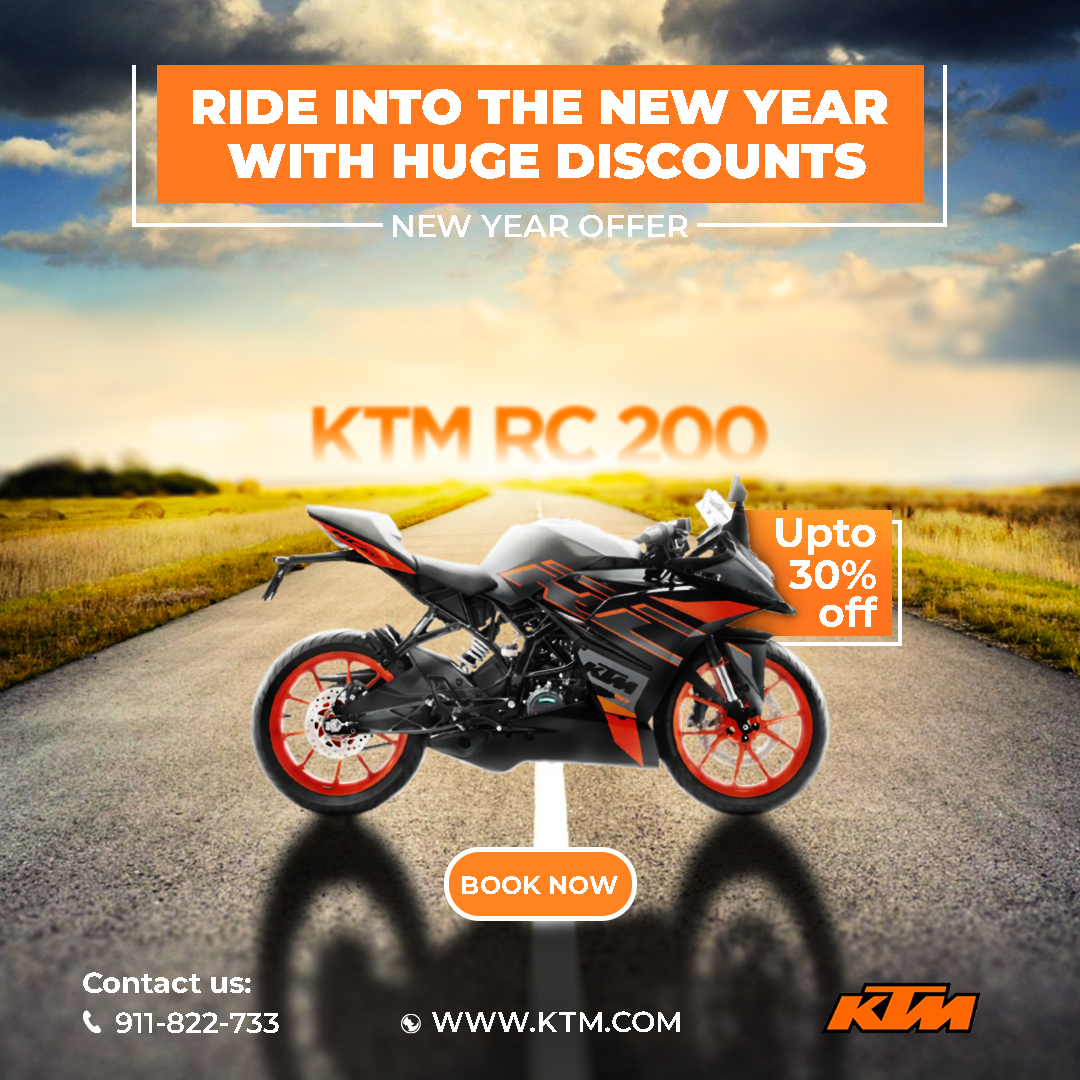 RIDE INTO THE NEW YEAR
WITH HUGE DISCOUNTS
NEW YEAR OFFER
KTM RC 200
Upto
30%
off
KTM
BOOK NOW
Contact us:
911-822-733
WWW.KTM.COM
KTM